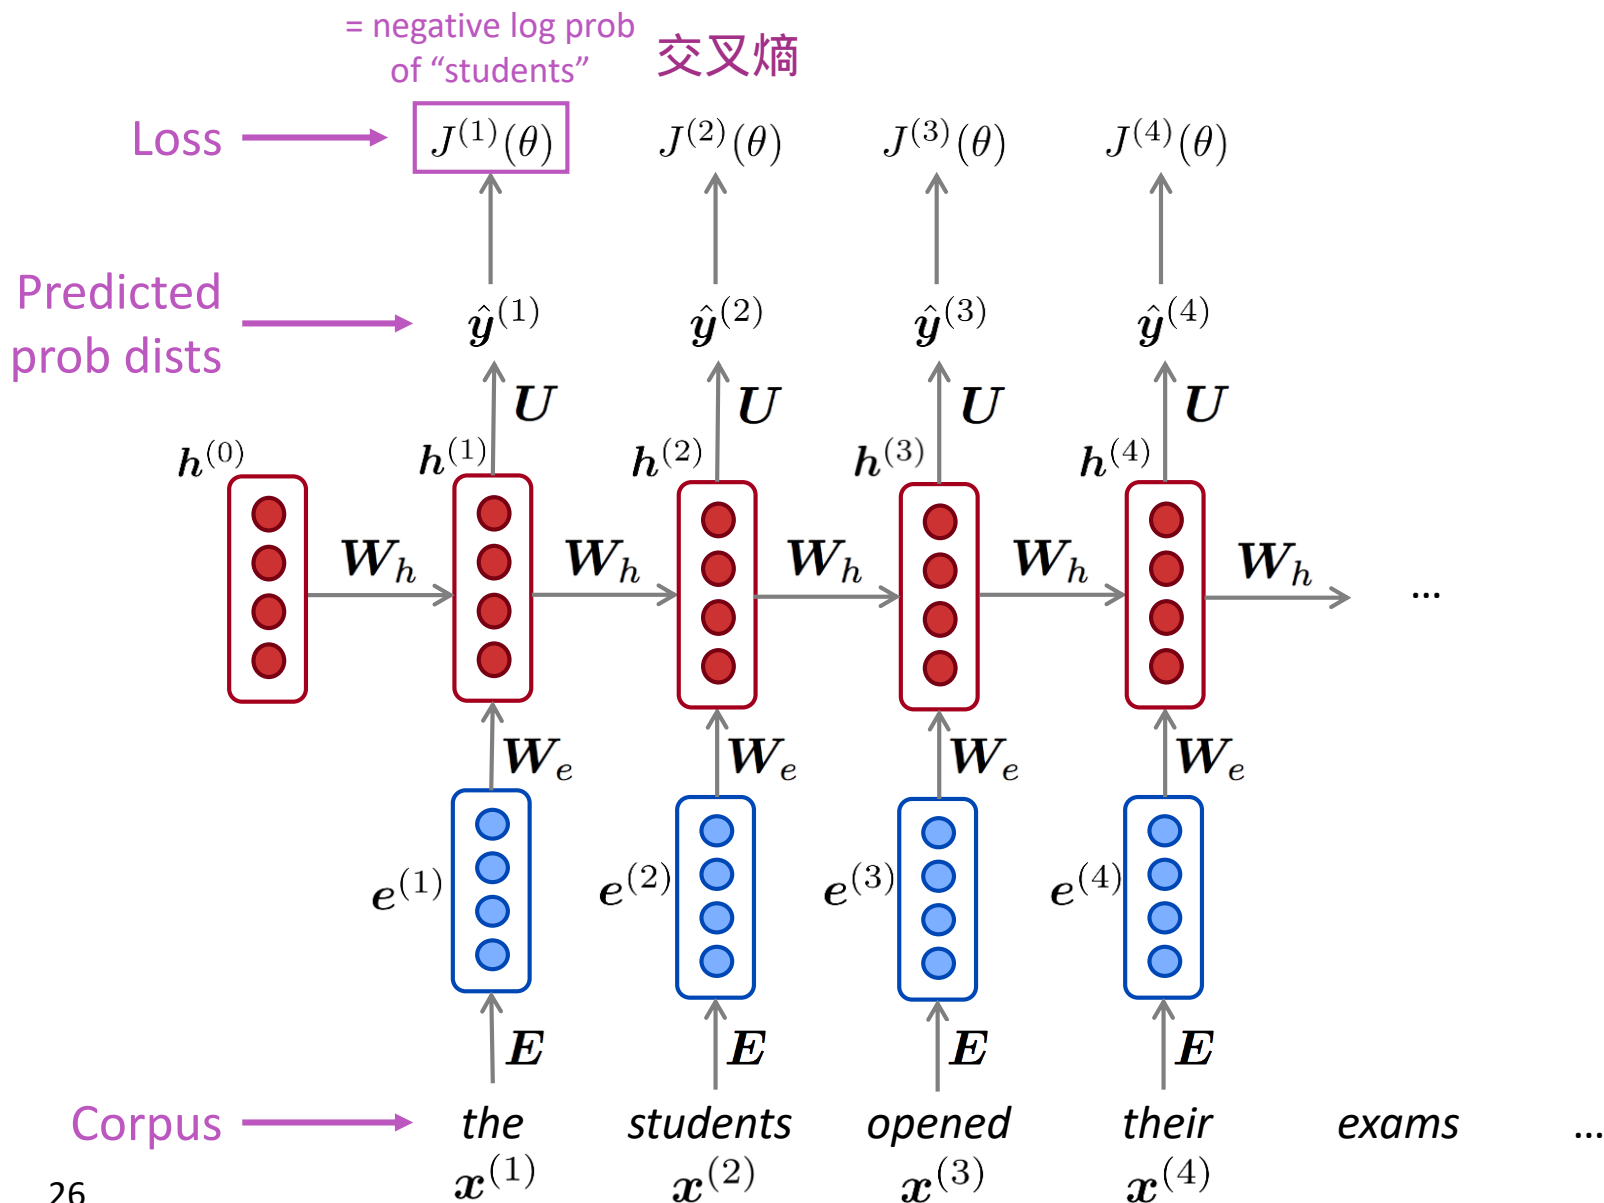 = negative log prob
of “students”
交叉熵
Loss
J^{(1)}(θ) J^{(2)}(θ) J^{(3)}(θ) J^{(4)}(θ)
Predicted
prob dists
ŷ^{(1)} ŷ^{(2)} ŷ^{(3)} ŷ^{(4)}
U U U U
h^{(0)} h^{(1)} h^{(2)} h^{(3)} h^{(4)}
W_h W_h W_h W_h W_h
...
W_e W_e W_e W_e
e^{(1)} e^{(2)} e^{(3)} e^{(4)}
E E E E
Corpus the students opened their exams ...
x^{(1)} x^{(2)} x^{(3)} x^{(4)}
26